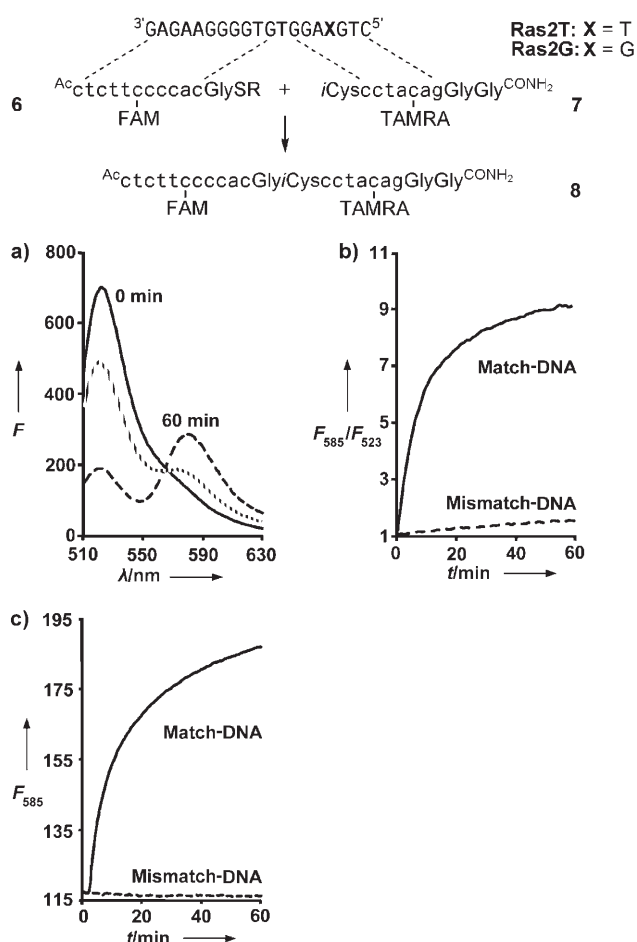 3'GAGAAGGGGTGTGGAXGTC5'
Ras2T: X = T
Ras2G: X = G
6 AcctcttccccacGlySR + iCyscctacagGlyGlyCONH2 7
FAM TAMRA
Acctcttccccac​GlyiCyscctacagGlyGlyCONH2 8
FAM TAMRA
a)
800
600
400
200
0
F
0 min
60 min
510 550 590 630
λ/nm
b)
11
9
7
5
3
1
F585/F523
Match-DNA
Mismatch-DNA
0 20 40 60
t/min
c)
195
175
155
135
115
F585
Match-DNA
Mismatch-DNA
0 20 40 60
t/min